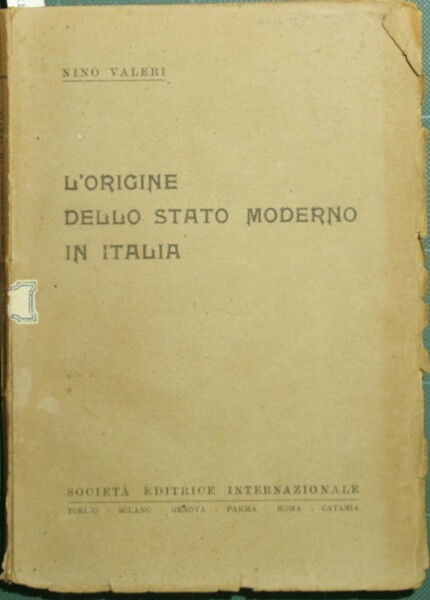 NINO VALERI
L'ORIGINE
DELLO STATO MODERNO
IN ITALIA
SOCIETÀ EDITRICE INTERNAZIONALE
TORINO - MILANO - GENOVA - PARMA - ROMA - CATANIA